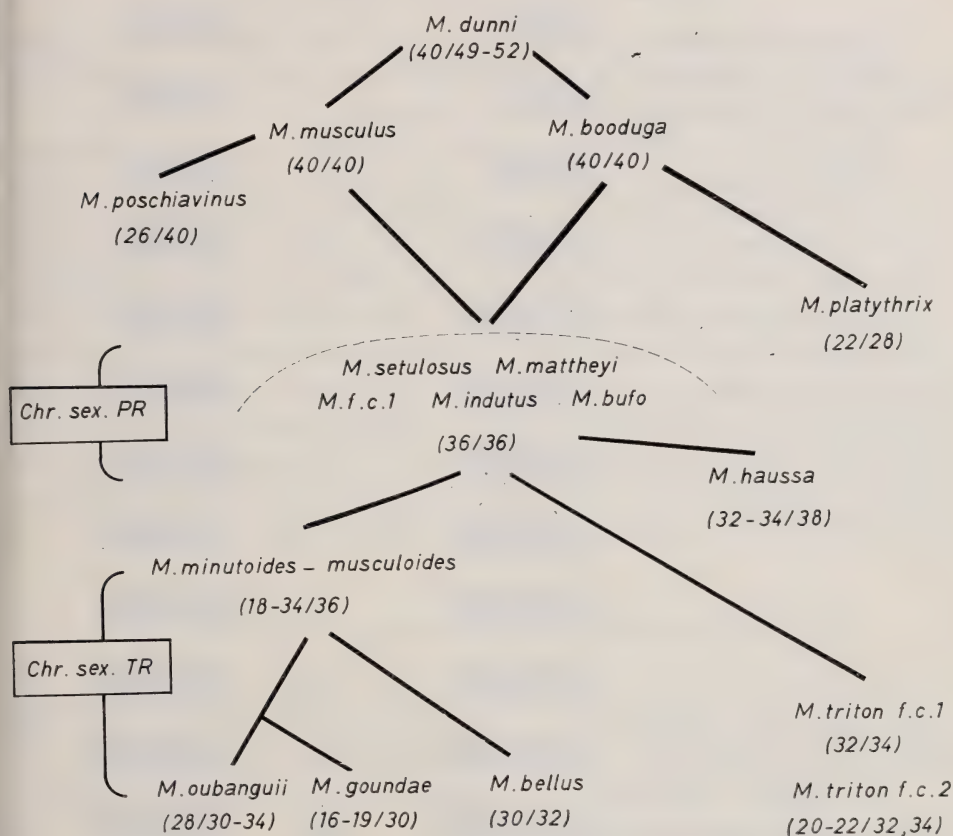 M. dunni
(40/49-52)
M. musculus
(40/40)
M. booduga
(40/40)
M. poschiavinus
(26/40)
M. platythrix
(22/28)
Chr. sex. PR
M. setulosus M. mattheyi
M.f.c.1 M. indutus M. bufo
(36/36)
M. haussa
(32-34/38)
M. minutoides - musculoides
(18-34/36)
Chr. sex. TR
M. triton f.c.1
(32/34)
M. oubanguii
(28/30-34)
M. goundae
(16-19/30)
M. bellus
(30/32)
M. triton f.c.2
(20-22/32,34)